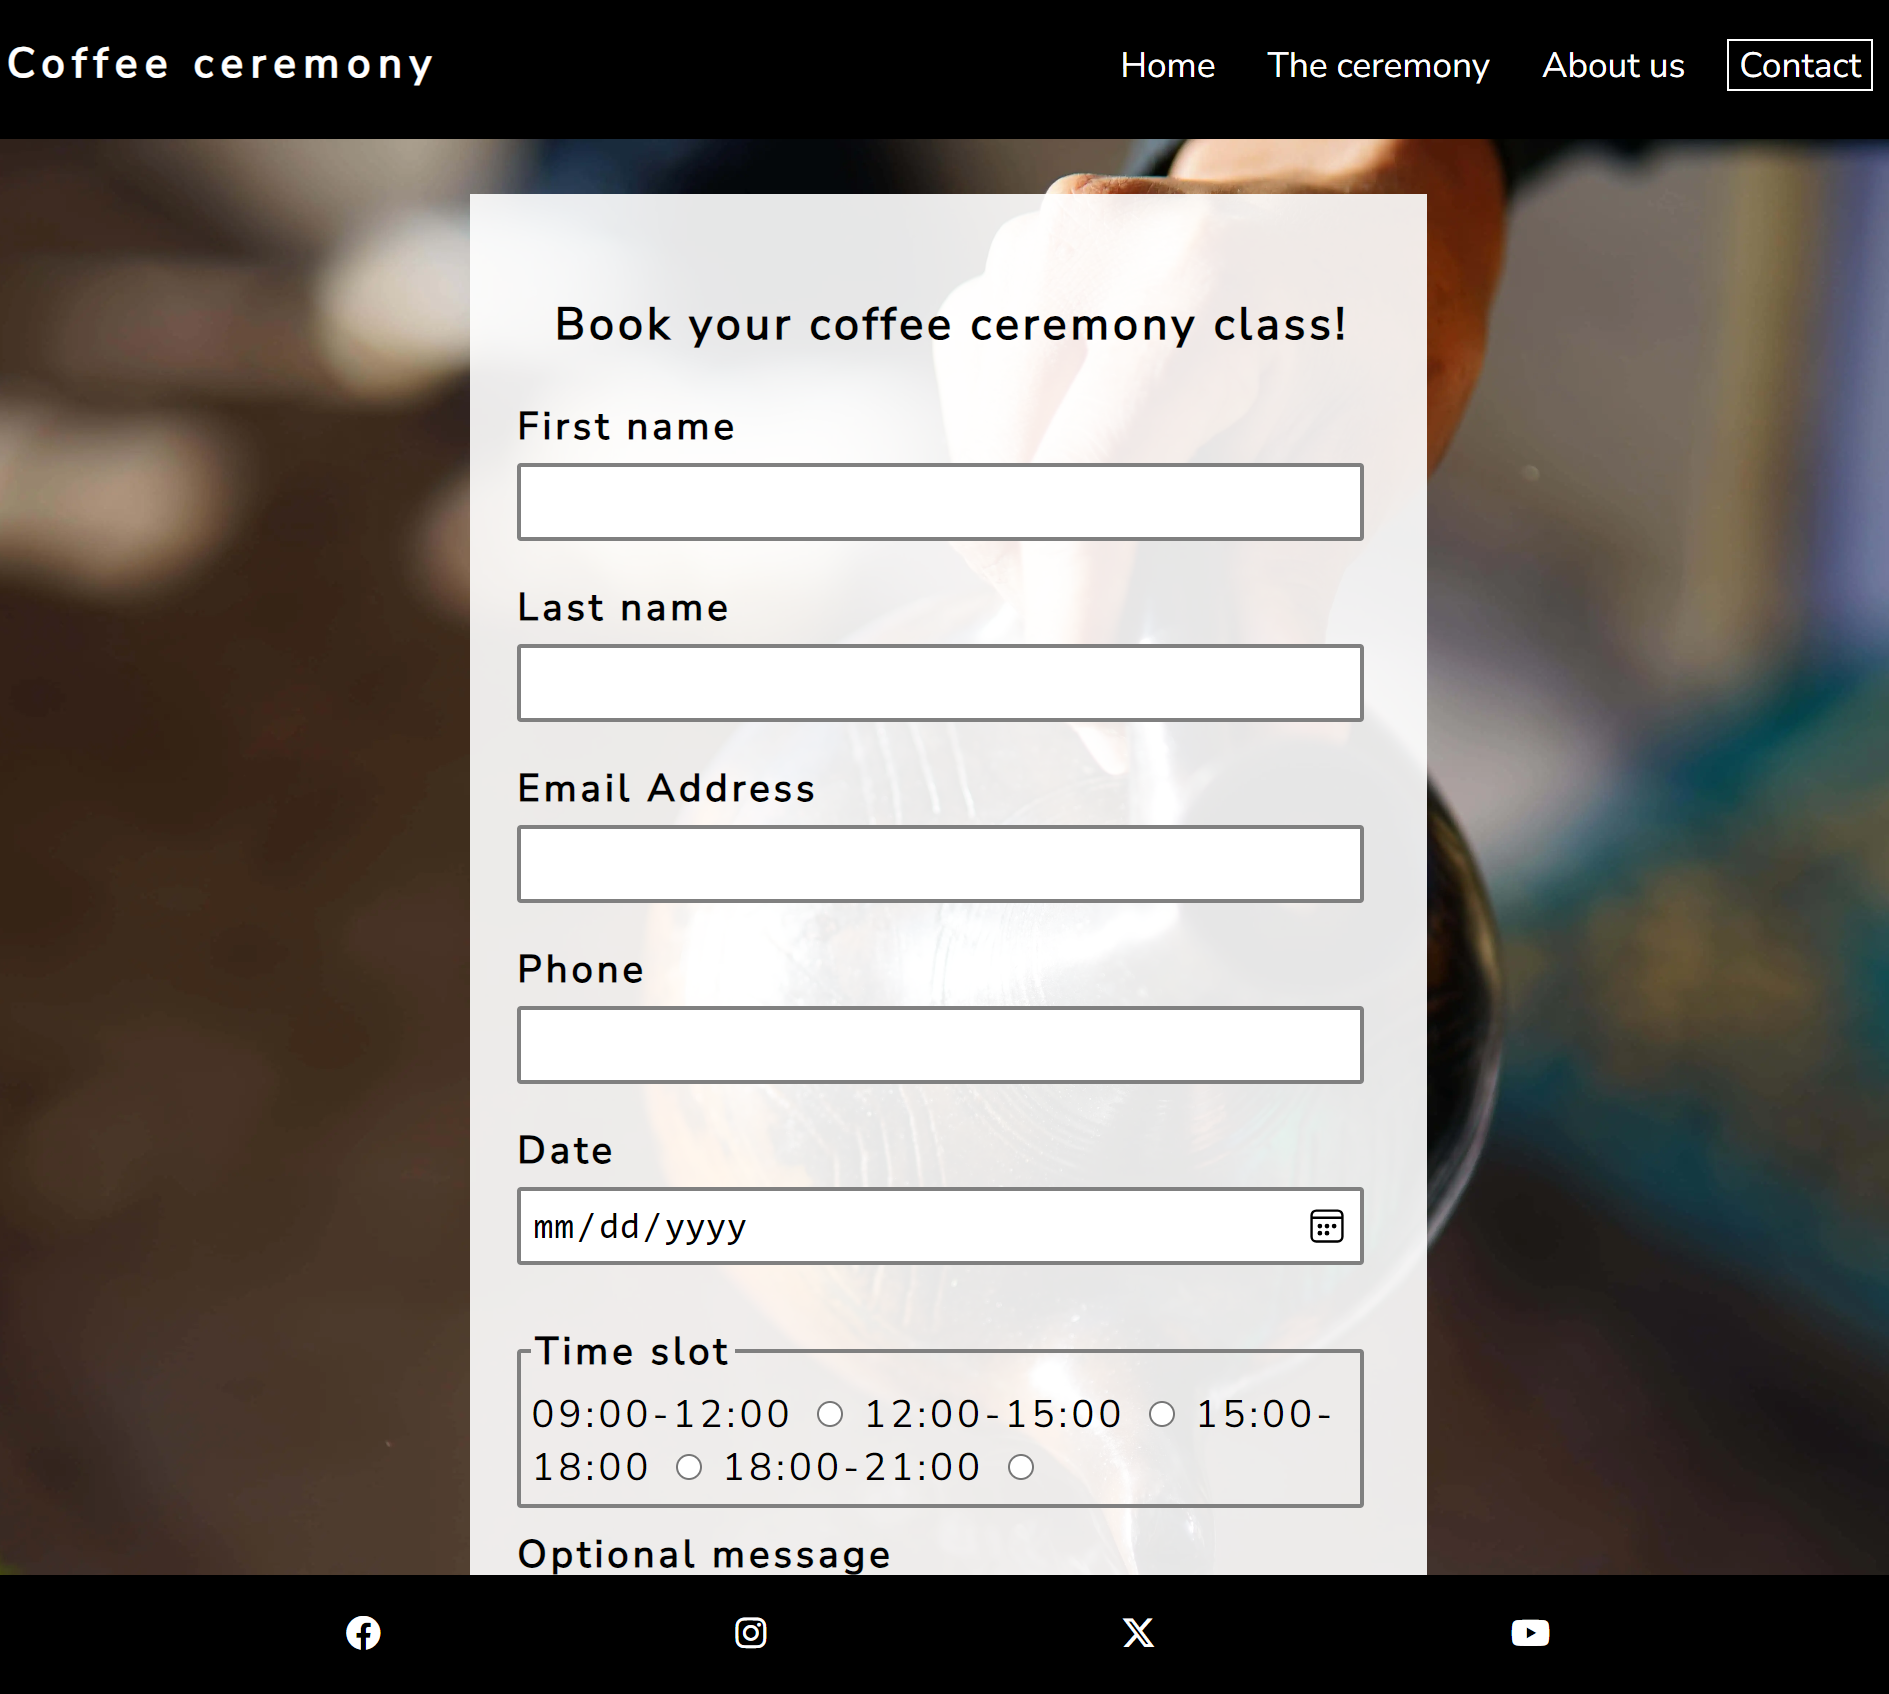 Coffee ceremony
Home The ceremony About us Contact
Book your coffee ceremony class!
First name
Last name
Email Address
Phone
Date
mm/dd/yyyy
Time slot
09:00-12:00 12:00-15:00 15:00-
18:00 18:00-21:00
Optional message